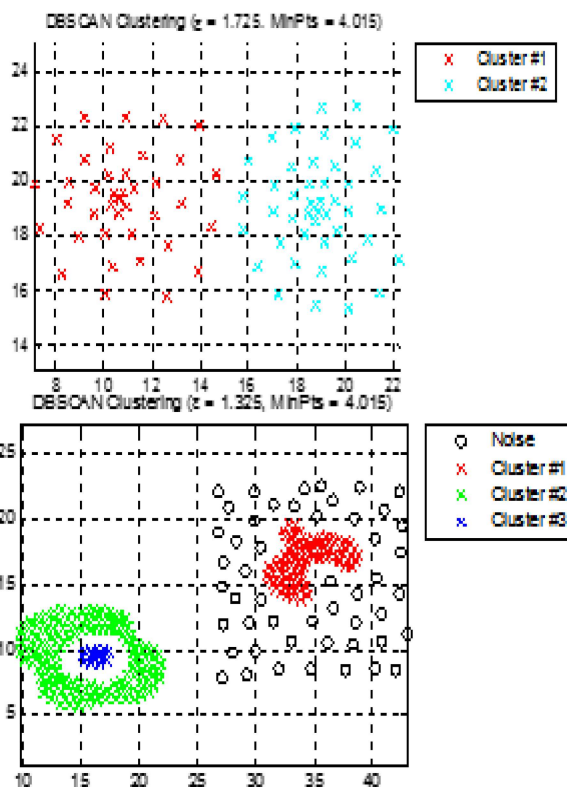 DBSCAN Clustering (ε = 1.725. MinPts = 4.015)
Cluster #1
Cluster #2
24
22
20
18
16
14
8 10 12 14 16 18 20 22
DBSCAN Clustering (ε = 1.325, MinPts = 4.015)
Noise
Cluster #1
Cluster #2
Cluster #3
25
20
15
10
5
10 15 20 25 30 35 40